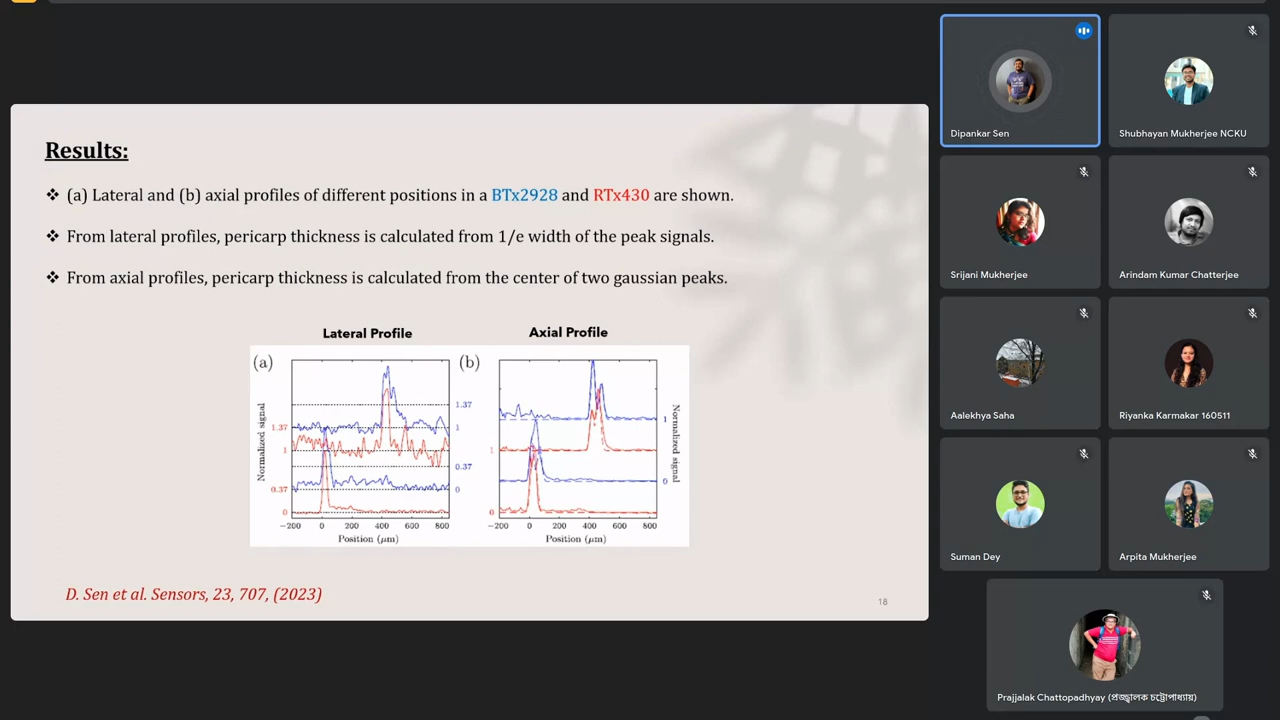 Results:
❖ (a) Lateral and (b) axial profiles of different positions in a BTx2928 and RTx430 are shown.
❖ From lateral profiles, pericarp thickness is calculated from 1/e width of the peak signals.
❖ From axial profiles, pericarp thickness is calculated from the center of two gaussian peaks.
Lateral Profile
Axial Profile
(a)
(b)
Normalized signal
1.37
1
0.37
0
1.37
1
0.37
0
−200 0 200 400 600 800
Position (μm)
1
0
1
0
Normalized signal
−200 0 200 400 600 800
Position (μm)
D. Sen et al. Sensors, 23, 707, (2023)
18
Dipankar Sen
Shubhayan Mukherjee NCKU
Srijani Mukherjee
Arindam Kumar Chatterjee
Aalekhya Saha
Riyanka Karmakar 160511
Suman Dey
Arpita Mukherjee
Prajjalak Chattopadhyay (প্রজ্জ্বালক চট্টোপাধ্যায়)